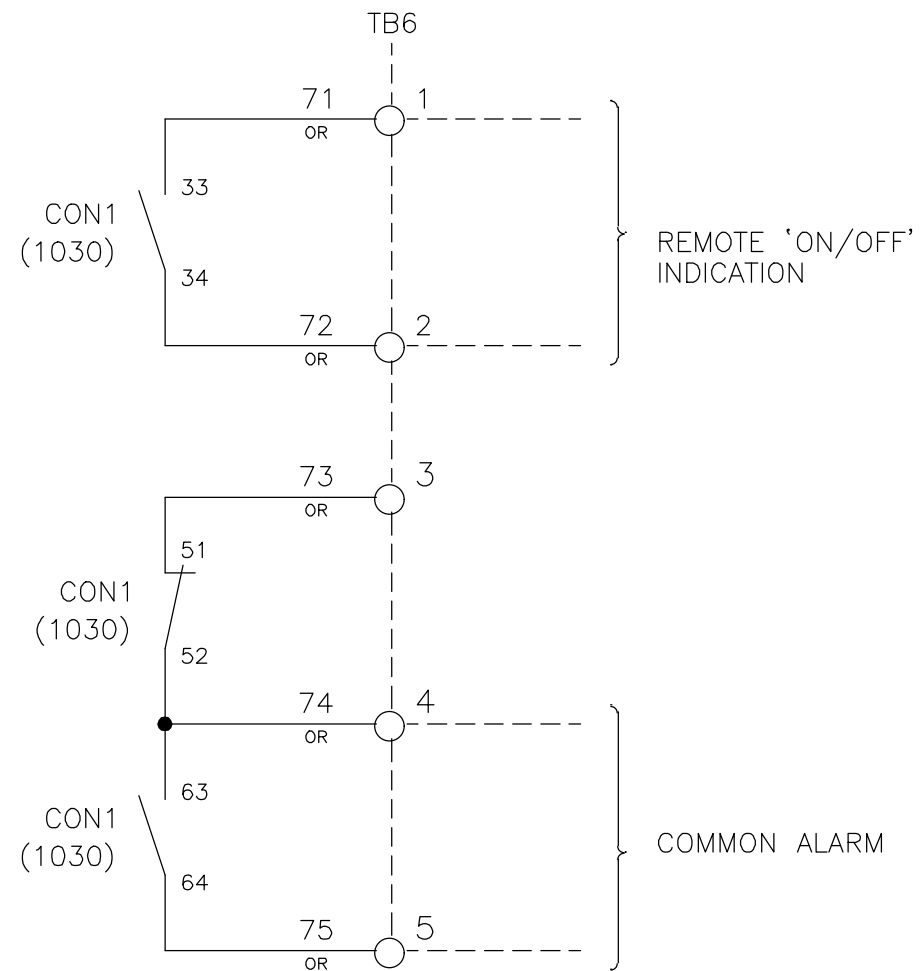 TB6
71
OR
1
33
CON1
(1030)
34
72
OR
2
REMOTE ‘ON/OFF’
INDICATION
73
OR
3
51
CON1
(1030)
52
74
OR
4
63
CON1
(1030)
64
75
OR
5
COMMON ALARM